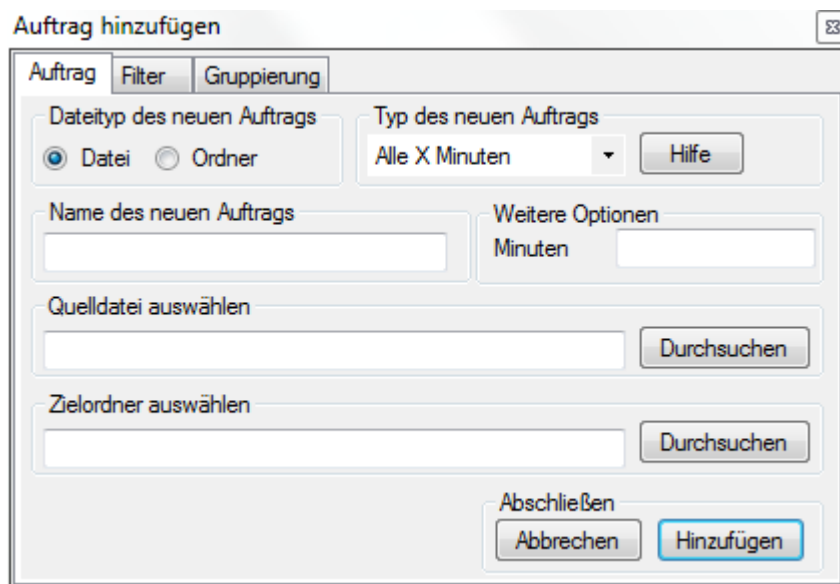 Auftrag hinzufügen
Auftrag Filter Gruppierung
Dateityp des neuen Auftrags
Datei Ordner
Typ des neuen Auftrags
Alle X Minuten Hilfe
Name des neuen Auftrags
Weitere Optionen
Minuten
Quelldatei auswählen
Durchsuchen
Zielordner auswählen
Durchsuchen
Abschließen
Abbrechen Hinzufügen